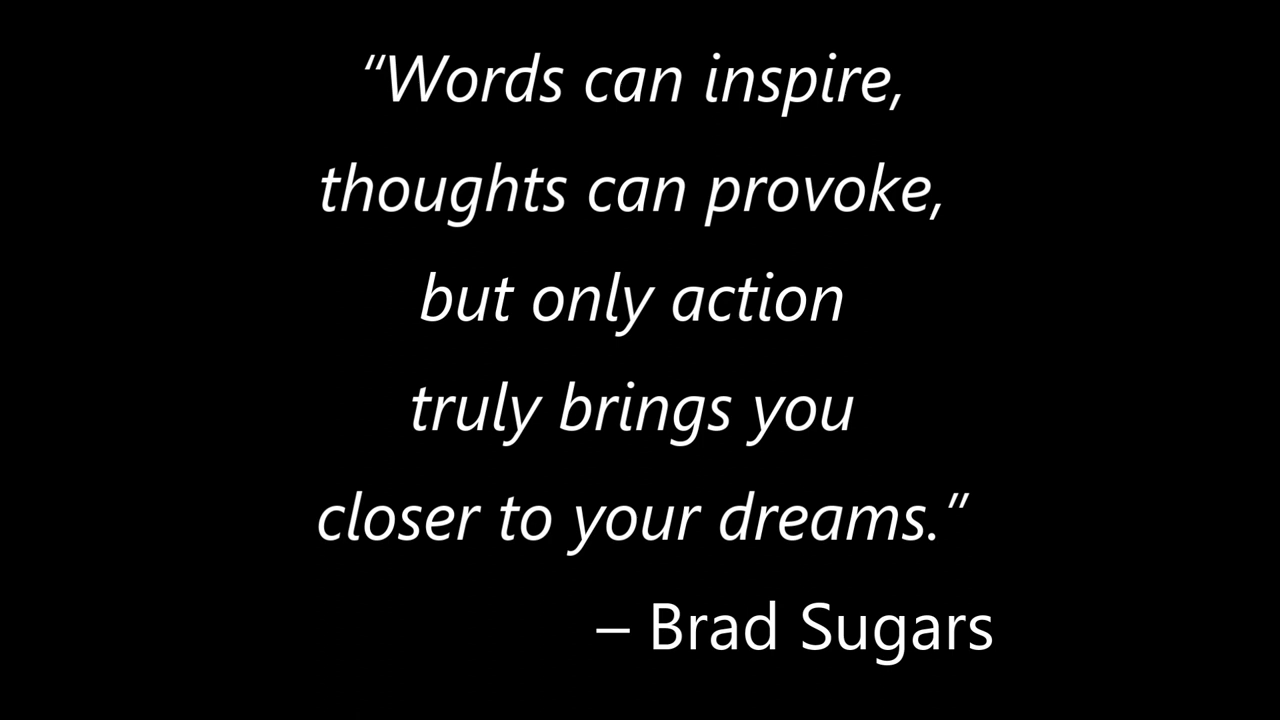 “Words can inspire,
thoughts can provoke,
but only action
truly brings you
closer to your dreams.”
– Brad Sugars